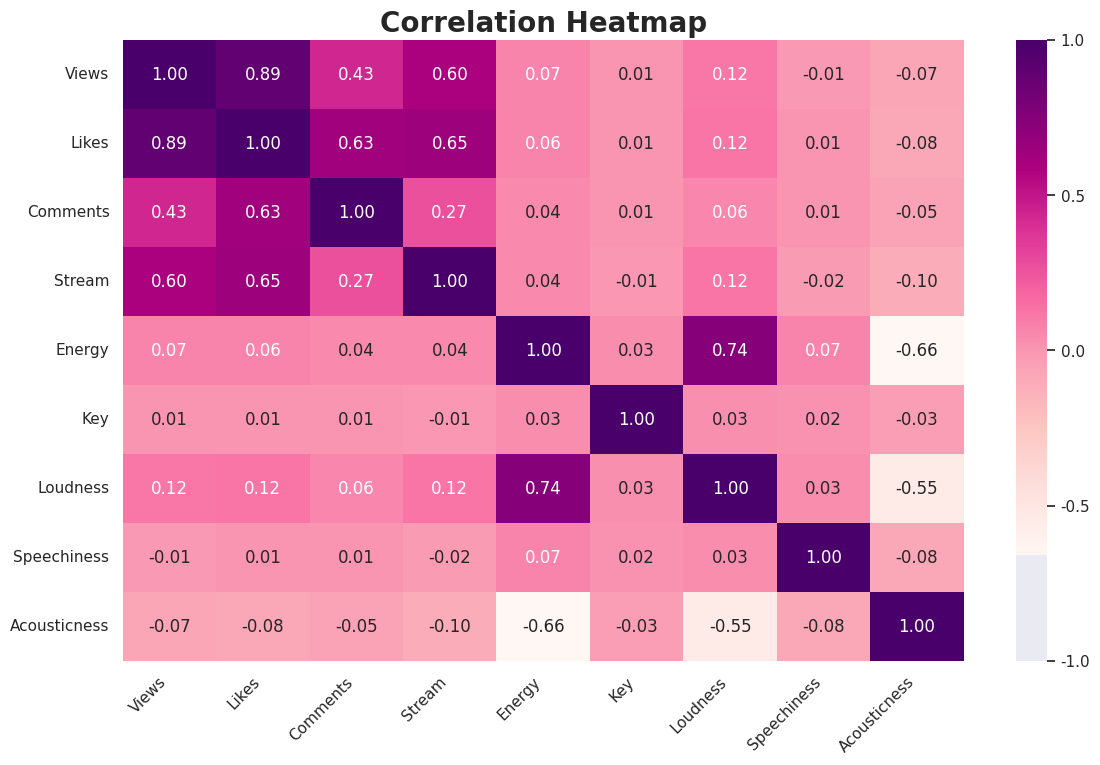 Correlation Heatmap
Views 1.00 0.89 0.43 0.60 0.07 0.01 0.12 -0.01 -0.07
Likes 0.89 1.00 0.63 0.65 0.06 0.01 0.12 0.01 -0.08
Comments 0.43 0.63 1.00 0.27 0.04 0.01 0.06 0.01 -0.05
Stream 0.60 0.65 0.27 1.00 0.04 -0.01 0.12 -0.02 -0.10
Energy 0.07 0.06 0.04 0.04 1.00 0.03 0.74 0.07 -0.66
Key 0.01 0.01 0.01 -0.01 0.03 1.00 0.03 0.02 -0.03
Loudness 0.12 0.12 0.06 0.12 0.74 0.03 1.00 0.03 -0.55
Speechiness -0.01 0.01 0.01 -0.02 0.07 0.02 0.03 1.00 -0.08
Acousticness -0.07 -0.08 -0.05 -0.10 -0.66 -0.03 -0.55 -0.08 1.00
Views Likes Comments Stream Energy Key Loudness Speechiness Acousticness
1.0
0.5
0.0
-0.5
-1.0